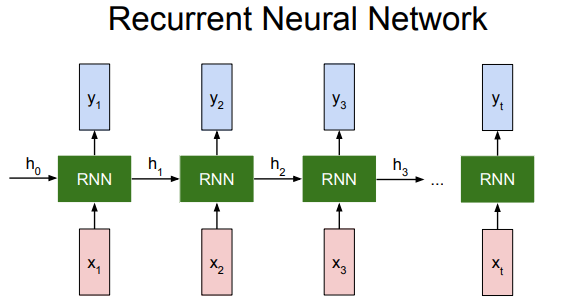 Recurrent Neural Network
y₁ y₂ y₃ yₜ
h₀ RNN h₁ RNN h₂ RNN h₃ ... RNN
x₁ x₂ x₃ xₜ